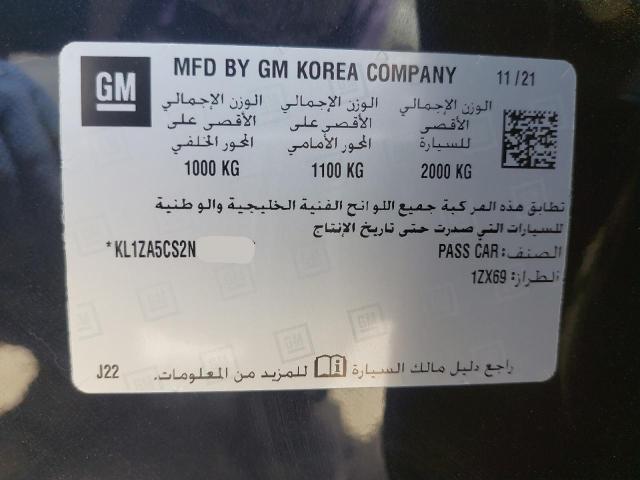 GM
MFD BY GM KOREA COMPANY 11/21
الوزن الإجمالي
الأقصى
للسيارة
2000 KG
الوزن الإجمالي
الأقصى على
المحور الأمامي
1100 KG
الوزن الإجمالي
الأقصى على
المحور الخلفي
1000 KG
تطابق هذه المركبة جميع اللوائح الفنية الخليجية والوطنية
للسيارات التي صدرت حتى تاريخ الإنتاج
الصنف: PASS CAR
*KL1ZA5CS2N
الطراز: 1ZX69
راجع دليل مالك السيارة للمزيد من المعلومات.
J22